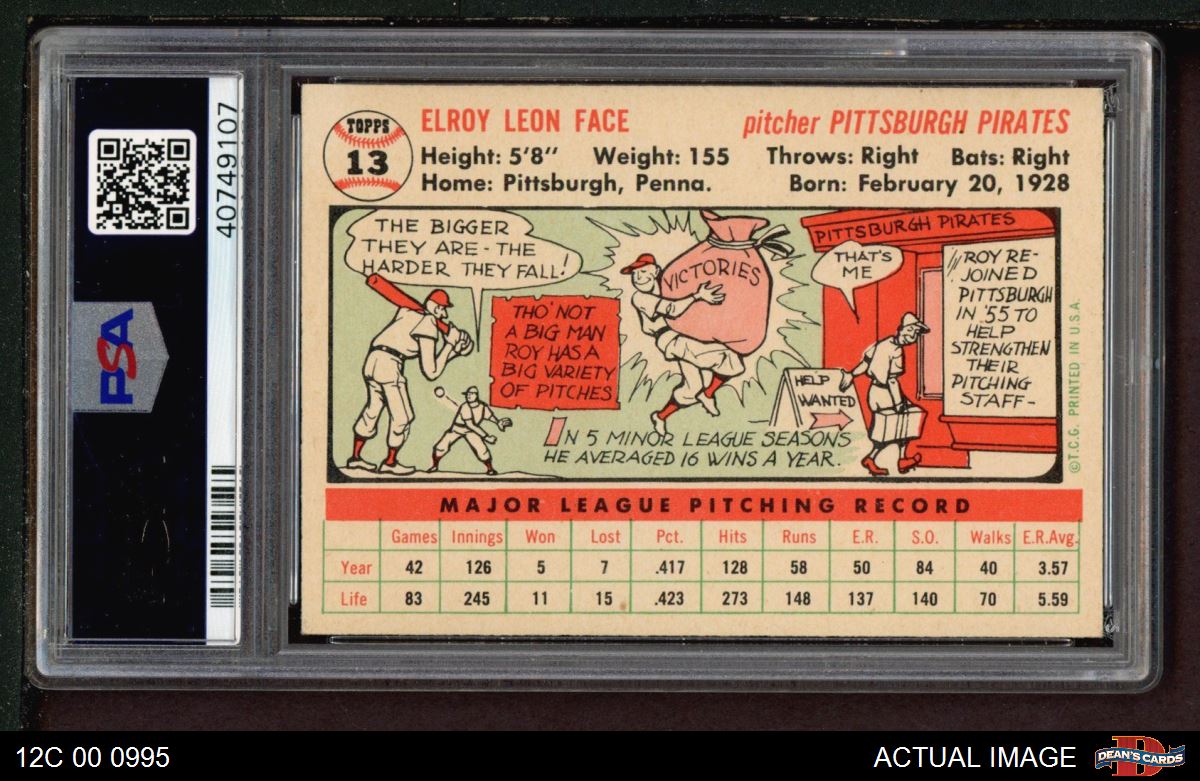 PSA
40749107
TOPPS
13
ELROY LEON FACE
pitcher PITTSBURGH PIRATES
Height: 5'8" Weight: 155 Throws: Right Bats: Right
Home: Pittsburgh, Penna. Born: February 20, 1928
THE BIGGER
THEY ARE - THE
HARDER THEY FALL!
THO' NOT
A BIG MAN
ROY HAS A
BIG VARIETY
OF PITCHES
VICTORIES
IN 5 MINOR LEAGUE SEASONS
HE AVERAGED 16 WINS A YEAR.
PITTSBURGH PIRATES
THAT'S
ME
HELP
WANTED
ROY RE-
JOINED
PITTSBURGH
IN '55 TO
HELP
STRENGTHEN
THEIR
PITCHING
STAFF-
©T.C.G. PRINTED IN U.S.A.
MAJOR LEAGUE PITCHING RECORD
Games Innings Won Lost Pct. Hits Runs E.R. S.O. Walks E.R.Avg.
Year 42 126 5 7 .417 128 58 50 84 40 3.57
Life 83 245 11 15 .423 273 148 137 140 70 5.59
12C 00 0995
ACTUAL IMAGE
D
DEAN'S CARDS